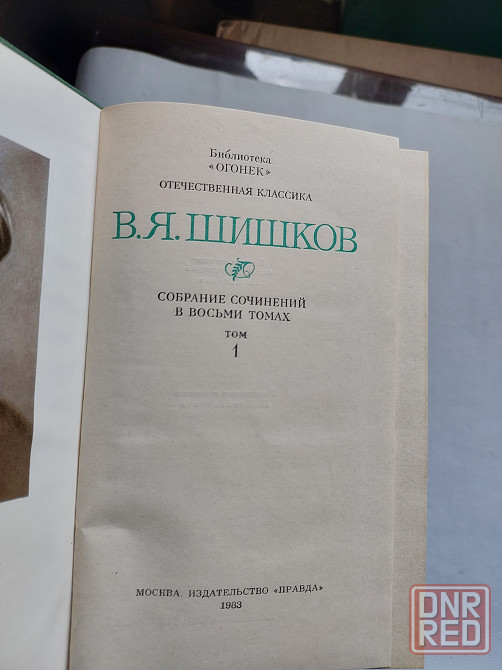 Библиотека
«ОГОНЕК»
ОТЕЧЕСТВЕННАЯ КЛАССИКА
В.Я.ШИШКОВ
СОБРАНИЕ СОЧИНЕНИЙ
В ВОСЬМИ ТОМАХ
ТОМ
1
МОСКВА. ИЗДАТЕЛЬСТВО «ПРАВДА»
1983
DNR
RED